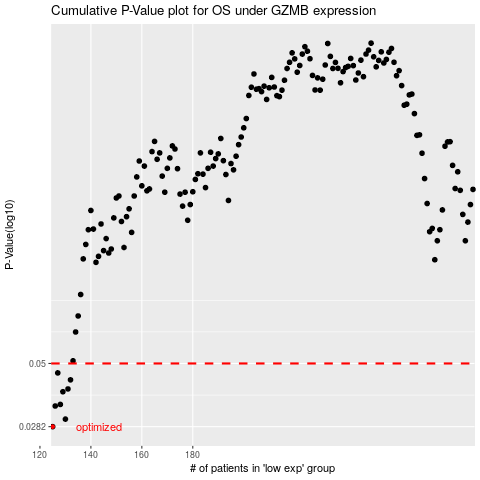 Cumulative P-Value plot for OS under GZMB expression
P-Value(log10)
0.05
0.0282
optimized
120 140 160 180
# of patients in 'low exp' group